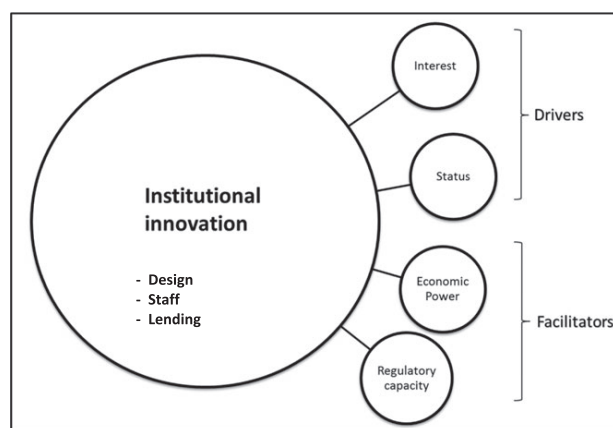 Institutional
innovation
- Design
- Staff
- Lending
Interest
Status
Drivers
Economic
Power
Regulatory
capacity
Facilitators